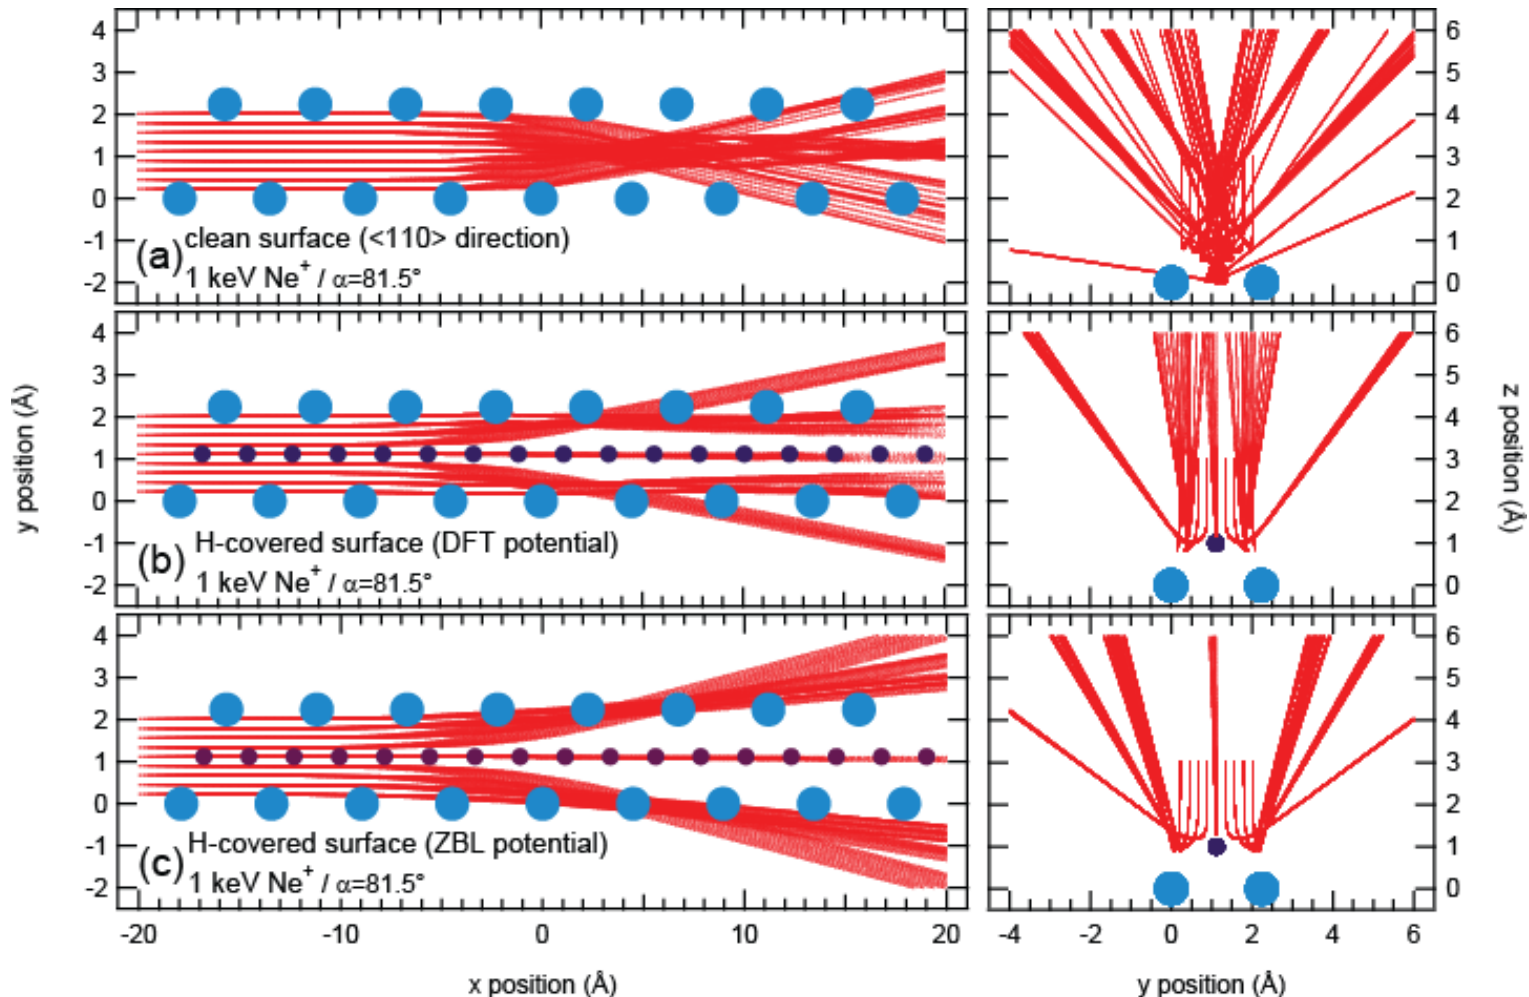 4
3
2
1
0
-1
-2
(a)
clean surface (<110> direction)
1 keV Ne+ / α=81.5°
6
5
4
3
2
1
0
4
3
2
1
0
-1
-2
(b)
H-covered surface (DFT potential)
1 keV Ne+ / α=81.5°
6
5
4
3
2
1
0
4
3
2
1
0
-1
-2
(c)
H-covered surface (ZBL potential)
1 keV Ne+ / α=81.5°
6
5
4
3
2
1
0
y position (Å)
z position (Å)
-20 -10 0 10 20
-4 -2 0 2 4 6
x position (Å)
y position (Å)